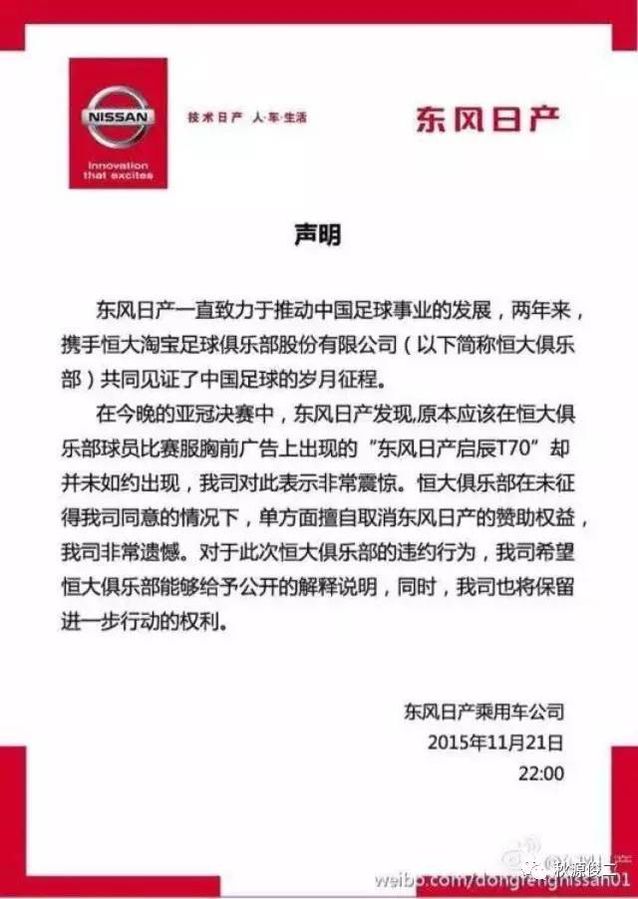 NISSAN
Innovation
that excites
技术日产 人·车·生活
东风日产
声明
东风日产一直致力于推动中国足球事业的发展，两年来，
携手恒大淘宝足球俱乐部股份有限公司（以下简称恒大俱乐
部）共同见证了中国足球的岁月征程。
在今晚的亚冠决赛中，东风日产发现,原本应该在恒大俱
乐部球员比赛服胸前广告上出现的“东风日产启辰T70”却
并未如约出现，我司对此表示非常震惊。恒大俱乐部在未征
得我司同意的情况下，单方面擅自取消东风日产的赞助权益，
我司非常遗憾。对于此次恒大俱乐部的违约行为，我司希望
恒大俱乐部能够给予公开的解释说明，同时，我司也将保留
进一步行动的权利。
东风日产乘用车公司
2015年11月21日
22:00
秋源俊二
weibo.com/dongfengnissan01